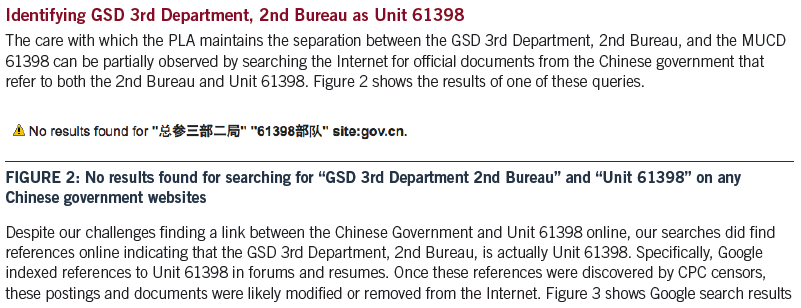 Identifying GSD 3rd Department, 2nd Bureau as Unit 61398
The care with which the PLA maintains the separation between the GSD 3rd Department, 2nd Bureau, and the MUCD
61398 can be partially observed by searching the Internet for official documents from the Chinese government that
refer to both the 2nd Bureau and Unit 61398. Figure 2 shows the results of one of these queries.
No results found for "总参三部二局" "61398部队" site:gov.cn.
FIGURE 2: No results found for searching for “GSD 3rd Department 2nd Bureau” and “Unit 61398” on any
Chinese government websites
Despite our challenges finding a link between the Chinese Government and Unit 61398 online, our searches did find
references online indicating that the GSD 3rd Department, 2nd Bureau, is actually Unit 61398. Specifically, Google
indexed references to Unit 61398 in forums and resumes. Once these references were discovered by CPC censors,
these postings and documents were likely modified or removed from the Internet. Figure 3 shows Google search results